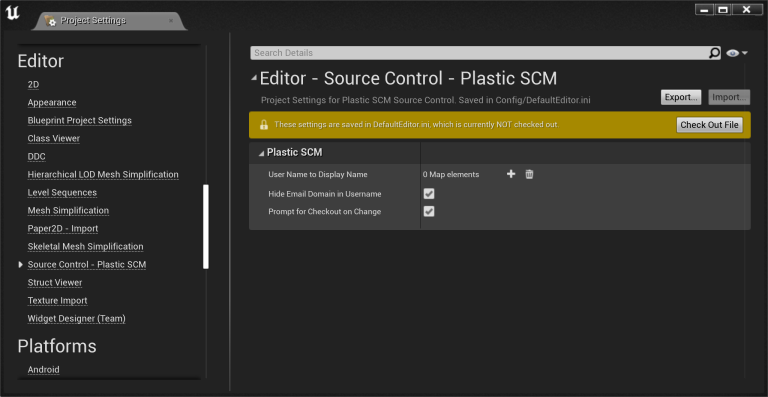 Project Settings
Editor
2D
Appearance
Blueprint Project Settings
Class Viewer
DDC
Hierarchical LOD Mesh Simplification
Level Sequences
Mesh Simplification
Paper2D - Import
Skeletal Mesh Simplification
Source Control - Plastic SCM
Struct Viewer
Texture Import
Widget Designer (Team)
Platforms
Android
Search Details
Editor - Source Control - Plastic SCM
Project Settings for Plastic SCM Source Control. Saved in Config/DefaultEditor.ini
Export... Import...
These settings are saved in DefaultEditor.ini, which is currently NOT checked out. Check Out File
Plastic SCM
User Name to Display Name 0 Map elements
Hide Email Domain in Username
Prompt for Checkout on Change